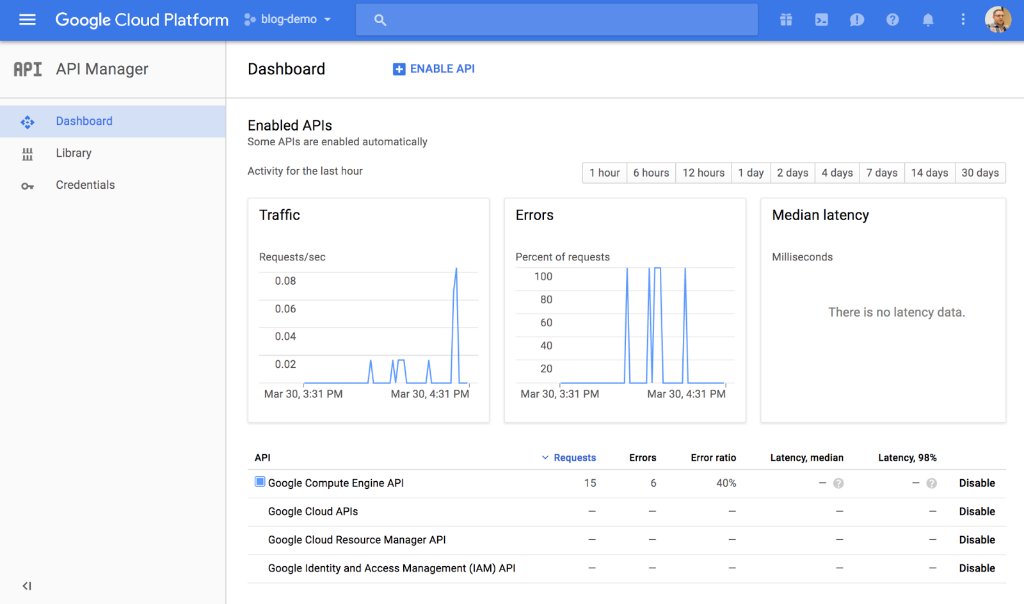 Google Cloud Platform blog-demo
API API Manager
Dashboard ENABLE API
Dashboard
Library
Credentials
Enabled APIs
Some APIs are enabled automatically
Activity for the last hour
1 hour 6 hours 12 hours 1 day 2 days 4 days 7 days 14 days 30 days
Traffic
Requests/sec
0.08
0.06
0.04
0.02
Mar 30, 3:31 PM Mar 30, 4:31 PM
Errors
Percent of requests
100
80
60
40
20
Mar 30, 3:31 PM Mar 30, 4:31 PM
Median latency
Milliseconds
There is no latency data.
API Requests Errors Error ratio Latency, median Latency, 98%
Google Compute Engine API 15 6 40% — ? — ? Disable
Google Cloud APIs — — — — — Disable
Google Cloud Resource Manager API — — — — — Disable
Google Identity and Access Management (IAM) API — — — — — Disable